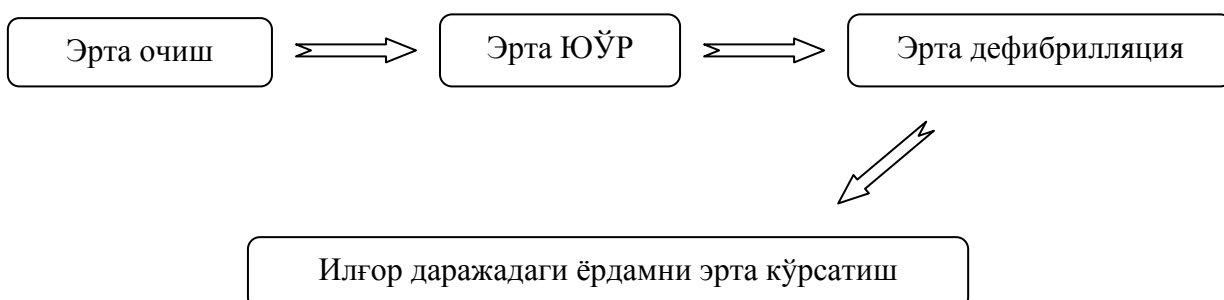 Эрта очиш
Эрта ЮЎР
Эрта дефибрилляция
Илғор даражадаги ёрдамни эрта кўрсатиш